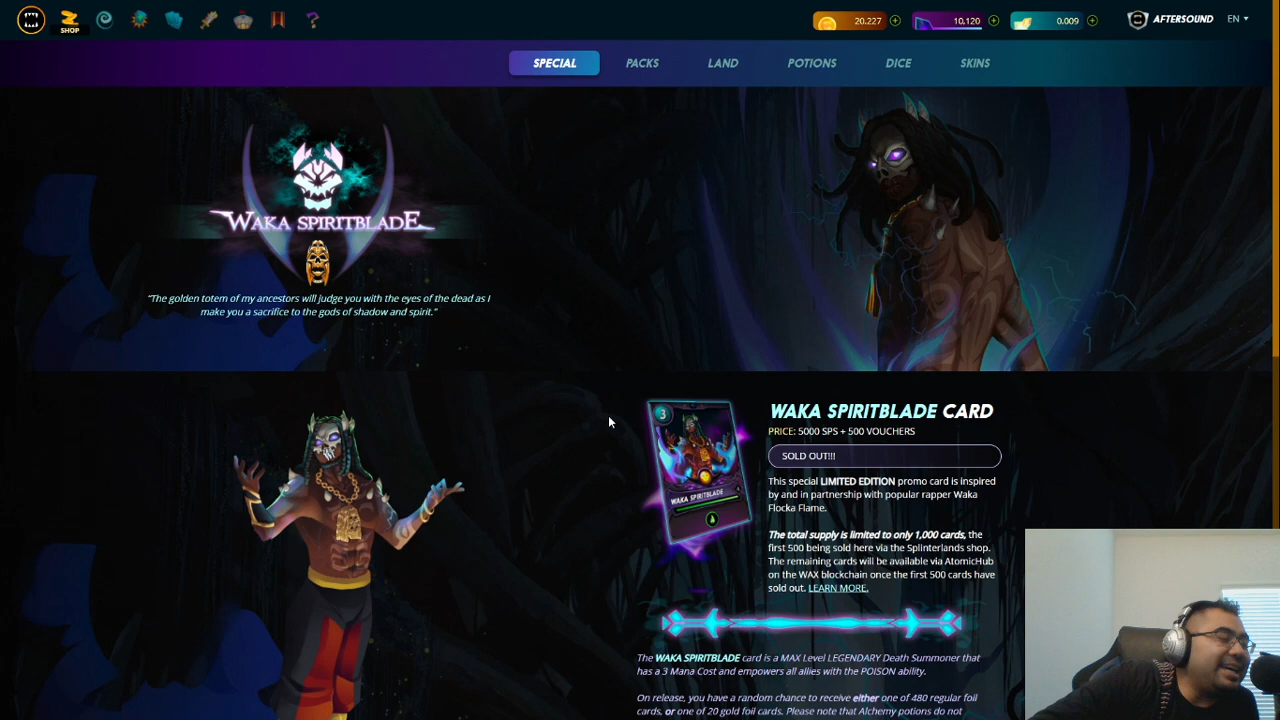 SHOP
20.227
10,120
0.009
AFTERSOUND
EN
SPECIAL
PACKS
LAND
POTIONS
DICE
SKINS
WAKA SPIRITBLADE
"The golden totem of my ancestors will judge you with the eyes of the dead as I
make you a sacrifice to the gods of shadow and spirit."
3
WAKA SPIRITBLADE
WAKA SPIRITBLADE CARD
PRICE: 5000 SPS + 500 VOUCHERS
SOLD OUT!!!
This special LIMITED EDITION promo card is inspired
by and in partnership with popular rapper Waka
Flocka Flame.
The total supply is limited to only 1,000 cards, the
first 500 being sold here via the Splinterlands shop.
The remaining cards will be available via AtomicHub
on the WAX blockchain once the first 500 cards have
sold out. LEARN MORE.
The WAKA SPIRITBLADE card is a MAX Level LEGENDARY Death Summoner that
has a 3 Mana Cost and empowers all allies with the POISON ability.
On release, you have a random chance to receive either one of 480 regular foil
cards, or one of 20 gold foil cards. Please note that Alchemy potions do not